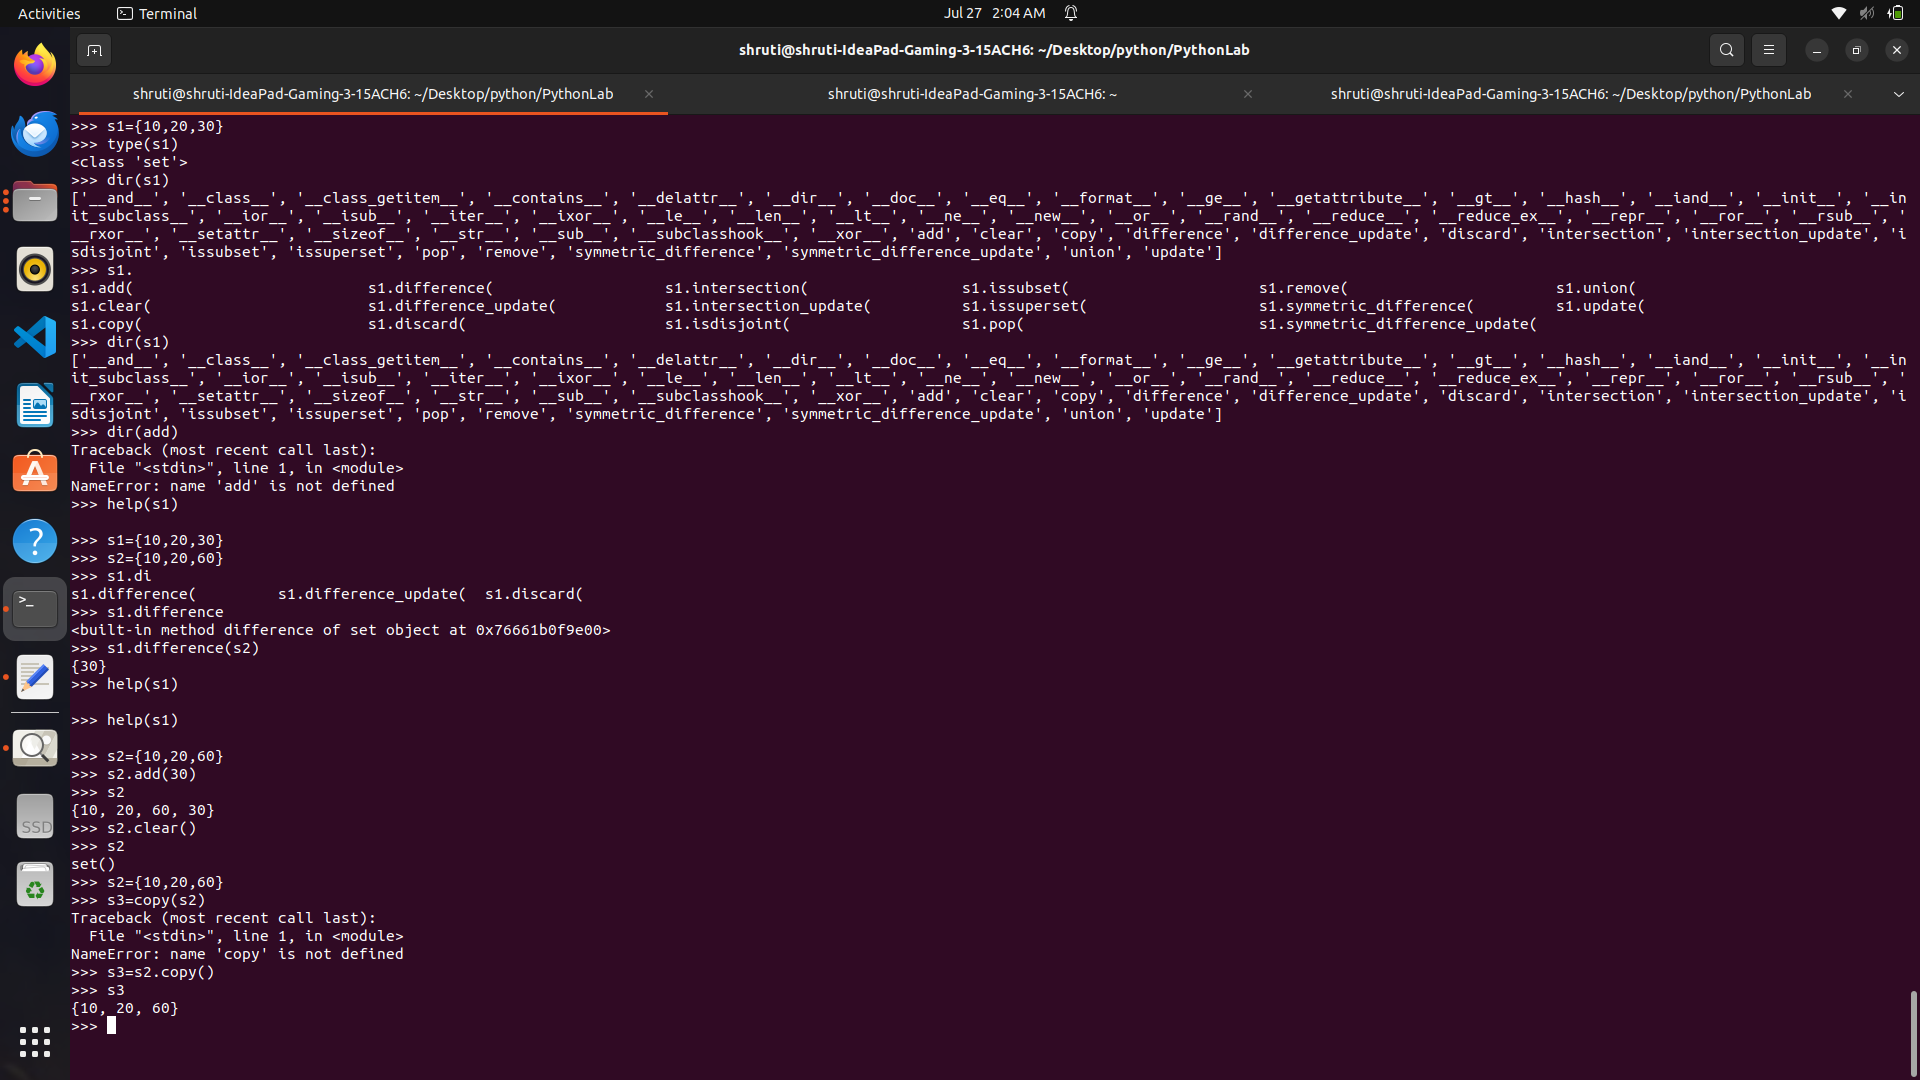 Activities
Terminal
Jul 27 2:04 AM
shruti@shruti-IdeaPad-Gaming-3-15ACH6: ~/Desktop/python/PythonLab
shruti@shruti-IdeaPad-Gaming-3-15ACH6: ~/Desktop/python/PythonLab
shruti@shruti-IdeaPad-Gaming-3-15ACH6: ~
shruti@shruti-IdeaPad-Gaming-3-15ACH6: ~/Desktop/python/PythonLab
>>> s1={10,20,30}
>>> type(s1)
<class 'set'>
>>> dir(s1)
['__and__', '__class__', '__class_getitem__', '__contains__', '__delattr__', '__dir__', '__doc__', '__eq__', '__format__', '__ge__', '__getattribute__', '__gt__', '__hash__', '__iand__', '__init__', '__in
it_subclass__', '__ior__', '__isub__', '__iter__', '__ixor__', '__le__', '__len__', '__lt__', '__ne__', '__new__', '__or__', '__rand__', '__reduce__', '__reduce_ex__', '__repr__', '__ror__', '__rsub__', '
__rxor__', '__setattr__', '__sizeof__', '__str__', '__sub__', '__subclasshook__', '__xor__', 'add', 'clear', 'copy', 'difference', 'difference_update', 'discard', 'intersection', 'intersection_update', 'i
sdisjoint', 'issubset', 'issuperset', 'pop', 'remove', 'symmetric_difference', 'symmetric_difference_update', 'union', 'update']
>>> s1.
s1.add( s1.difference( s1.intersection( s1.issubset( s1.remove( s1.union(
s1.clear( s1.difference_update( s1.intersection_update( s1.issuperset( s1.symmetric_difference( s1.update(
s1.copy( s1.discard( s1.isdisjoint( s1.pop( s1.symmetric_difference_update(
>>> dir(s1)
['__and__', '__class__', '__class_getitem__', '__contains__', '__delattr__', '__dir__', '__doc__', '__eq__', '__format__', '__ge__', '__getattribute__', '__gt__', '__hash__', '__iand__', '__init__', '__in
it_subclass__', '__ior__', '__isub__', '__iter__', '__ixor__', '__le__', '__len__', '__lt__', '__ne__', '__new__', '__or__', '__rand__', '__reduce__', '__reduce_ex__', '__repr__', '__ror__', '__rsub__', '
__rxor__', '__setattr__', '__sizeof__', '__str__', '__sub__', '__subclasshook__', '__xor__', 'add', 'clear', 'copy', 'difference', 'difference_update', 'discard', 'intersection', 'intersection_update', 'i
sdisjoint', 'issubset', 'issuperset', 'pop', 'remove', 'symmetric_difference', 'symmetric_difference_update', 'union', 'update']
>>> dir(add)
Traceback (most recent call last):
  File "<stdin>", line 1, in <module>
NameError: name 'add' is not defined
>>> help(s1)
>>> s1={10,20,30}
>>> s2={10,20,60}
>>> s1.di
s1.difference( s1.difference_update( s1.discard(
>>> s1.difference
<built-in method difference of set object at 0x76661b0f9e00>
>>> s1.difference(s2)
{30}
>>> help(s1)
>>> help(s1)
>>> s2={10,20,60}
>>> s2.add(30)
>>> s2
{10, 20, 60, 30}
>>> s2.clear()
>>> s2
set()
>>> s2={10,20,60}
>>> s3=copy(s2)
Traceback (most recent call last):
  File "<stdin>", line 1, in <module>
NameError: name 'copy' is not defined
>>> s3=s2.copy()
>>> s3
{10, 20, 60}
>>>
SSD